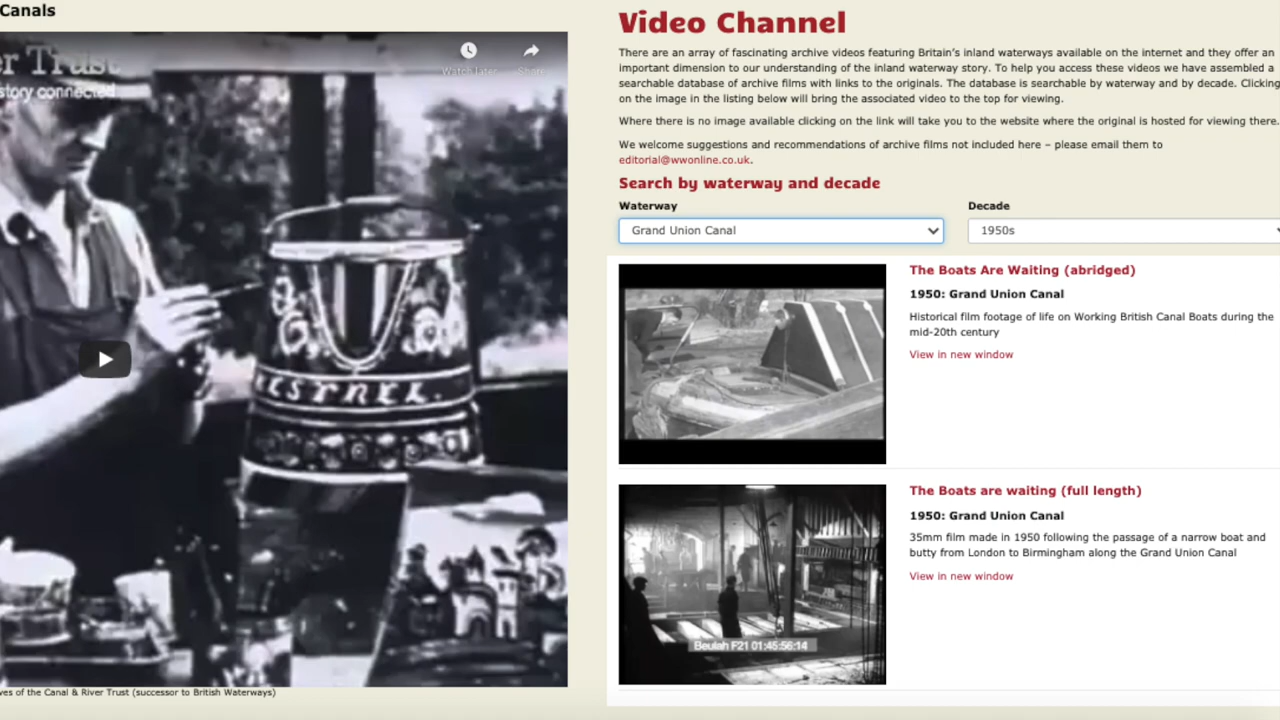 Canals
er Trust
story connected
Watch later
Share
ESTREL.
ves of the Canal & River Trust (successor to British Waterways)
Video Channel
There are an array of fascinating archive videos featuring Britain's inland waterways available on the internet and they offer an
important dimension to our understanding of the inland waterway story. To help you access these videos we have assembled a
searchable database of archive films with links to the originals. The database is searchable by waterway and by decade. Clicking
on the image in the listing below will bring the associated video to the top for viewing.
Where there is no image available clicking on the link will take you to the website where the original is hosted for viewing there.
We welcome suggestions and recommendations of archive films not included here – please email them to
editorial@wwonline.co.uk.
Search by waterway and decade
Waterway
Decade
Grand Union Canal
1950s
The Boats Are Waiting (abridged)
1950: Grand Union Canal
Historical film footage of life on Working British Canal Boats during the
mid-20th century
View in new window
The Boats are waiting (full length)
1950: Grand Union Canal
35mm film made in 1950 following the passage of a narrow boat and
butty from London to Birmingham along the Grand Union Canal
View in new window
Beulah F21 01:45:56:14